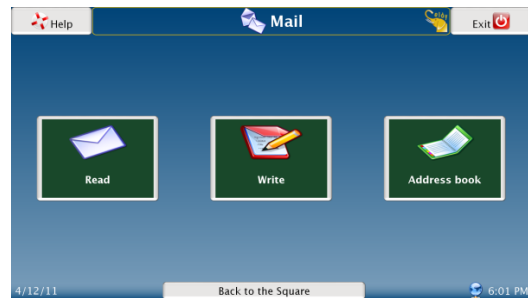 Help
Mail
Exit
Read
Write
Address book
4/12/11
Back to the Square
6:01 PM